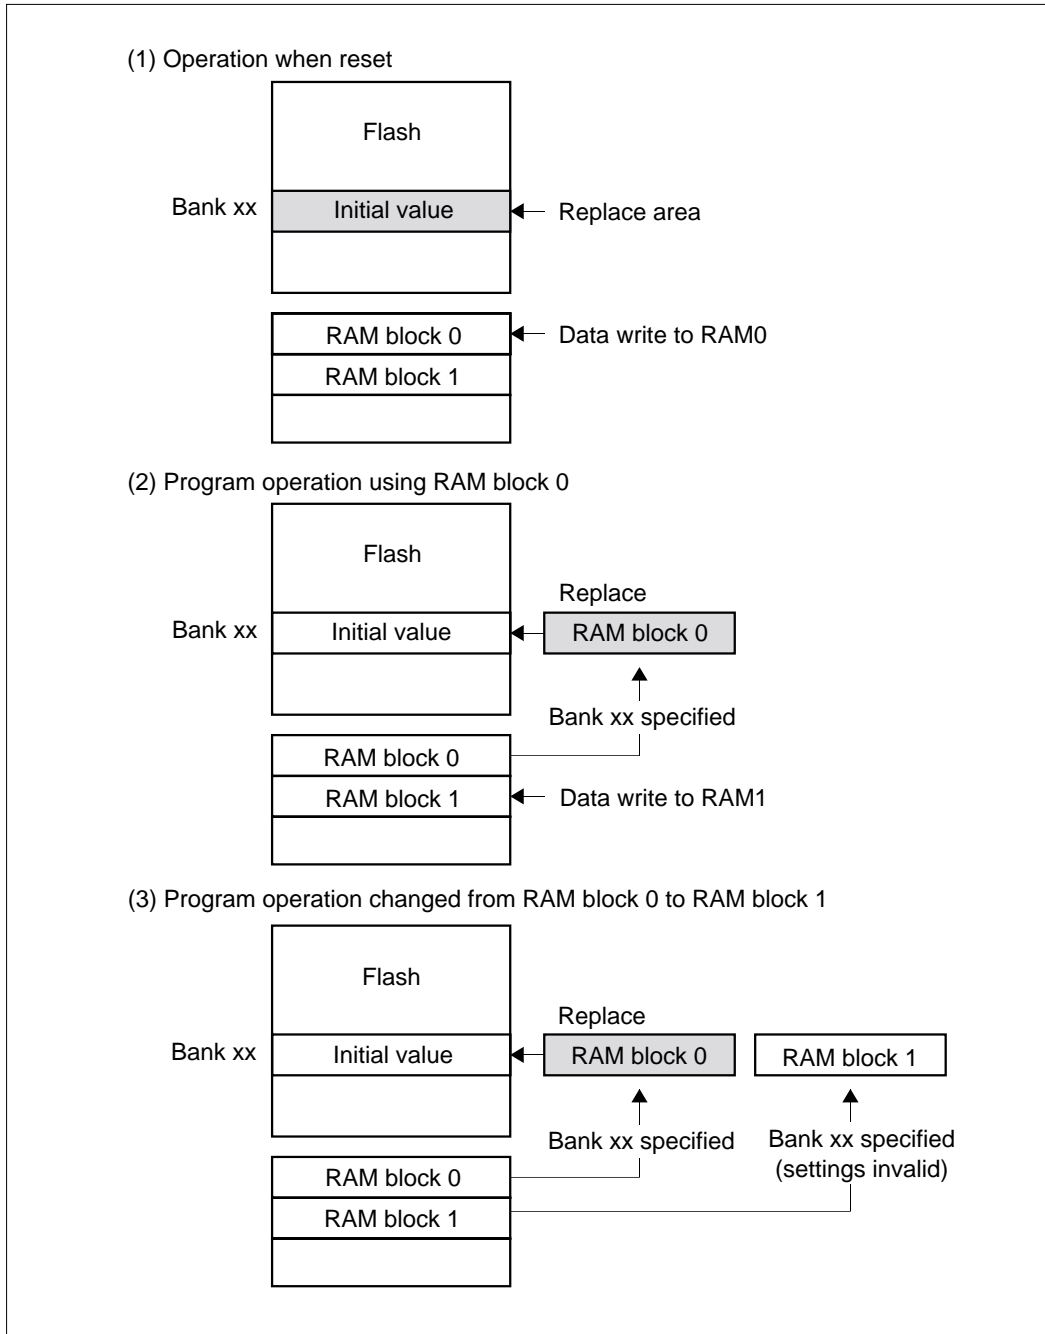 (1) Operation when reset
Flash
Bank xx
Initial value
Replace area
RAM block 0
Data write to RAM0
RAM block 1
(2) Program operation using RAM block 0
Flash
Replace
Bank xx
Initial value
RAM block 0
Bank xx specified
RAM block 0
RAM block 1
Data write to RAM1
(3) Program operation changed from RAM block 0 to RAM block 1
Flash
Replace
Bank xx
Initial value
RAM block 0
RAM block 1
Bank xx specified
Bank xx specified
(settings invalid)
RAM block 0
RAM block 1